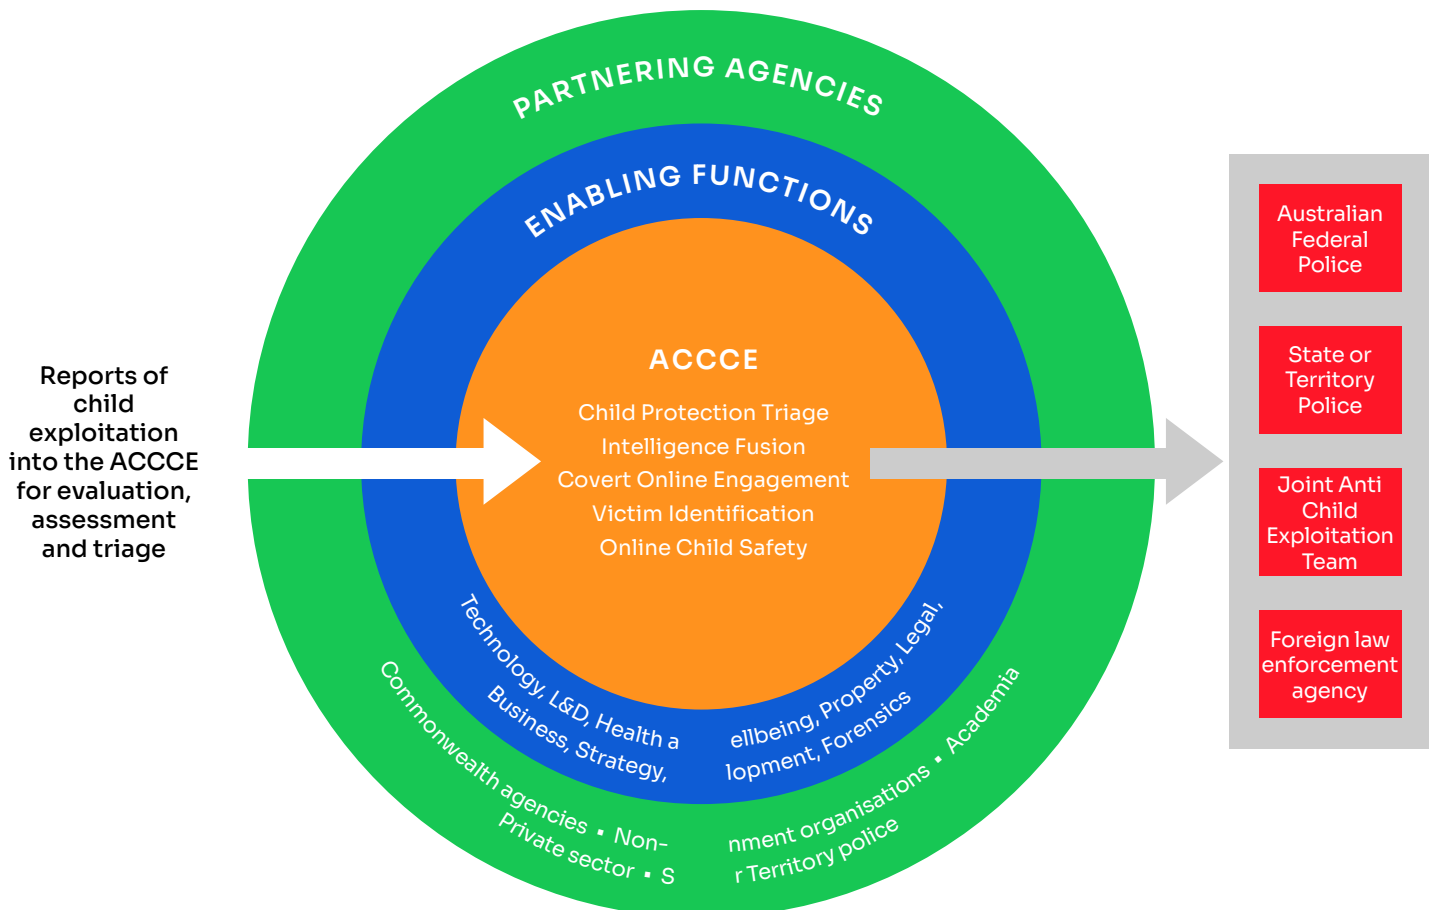 PARTNERING AGENCIES
ENABLING FUNCTIONS
Reports of
child
exploitation
into the ACCCE
for evaluation,
assessment
and triage
ACCCE
Child Protection Triage
Intelligence Fusion
Covert Online Engagement
Victim Identification
Online Child Safety
Technology, L&D, Health a
ellbeing, Property, Legal,
Business, Strategy,
lopment, Forensics
Commonwealth agencies ▪ Non-
nment organisations ▪ Academia
Private sector ▪ S
r Territory police
Australian
Federal
Police
State or
Territory
Police
Joint Anti
Child
Exploitation
Team
Foreign law
enforcement
agency